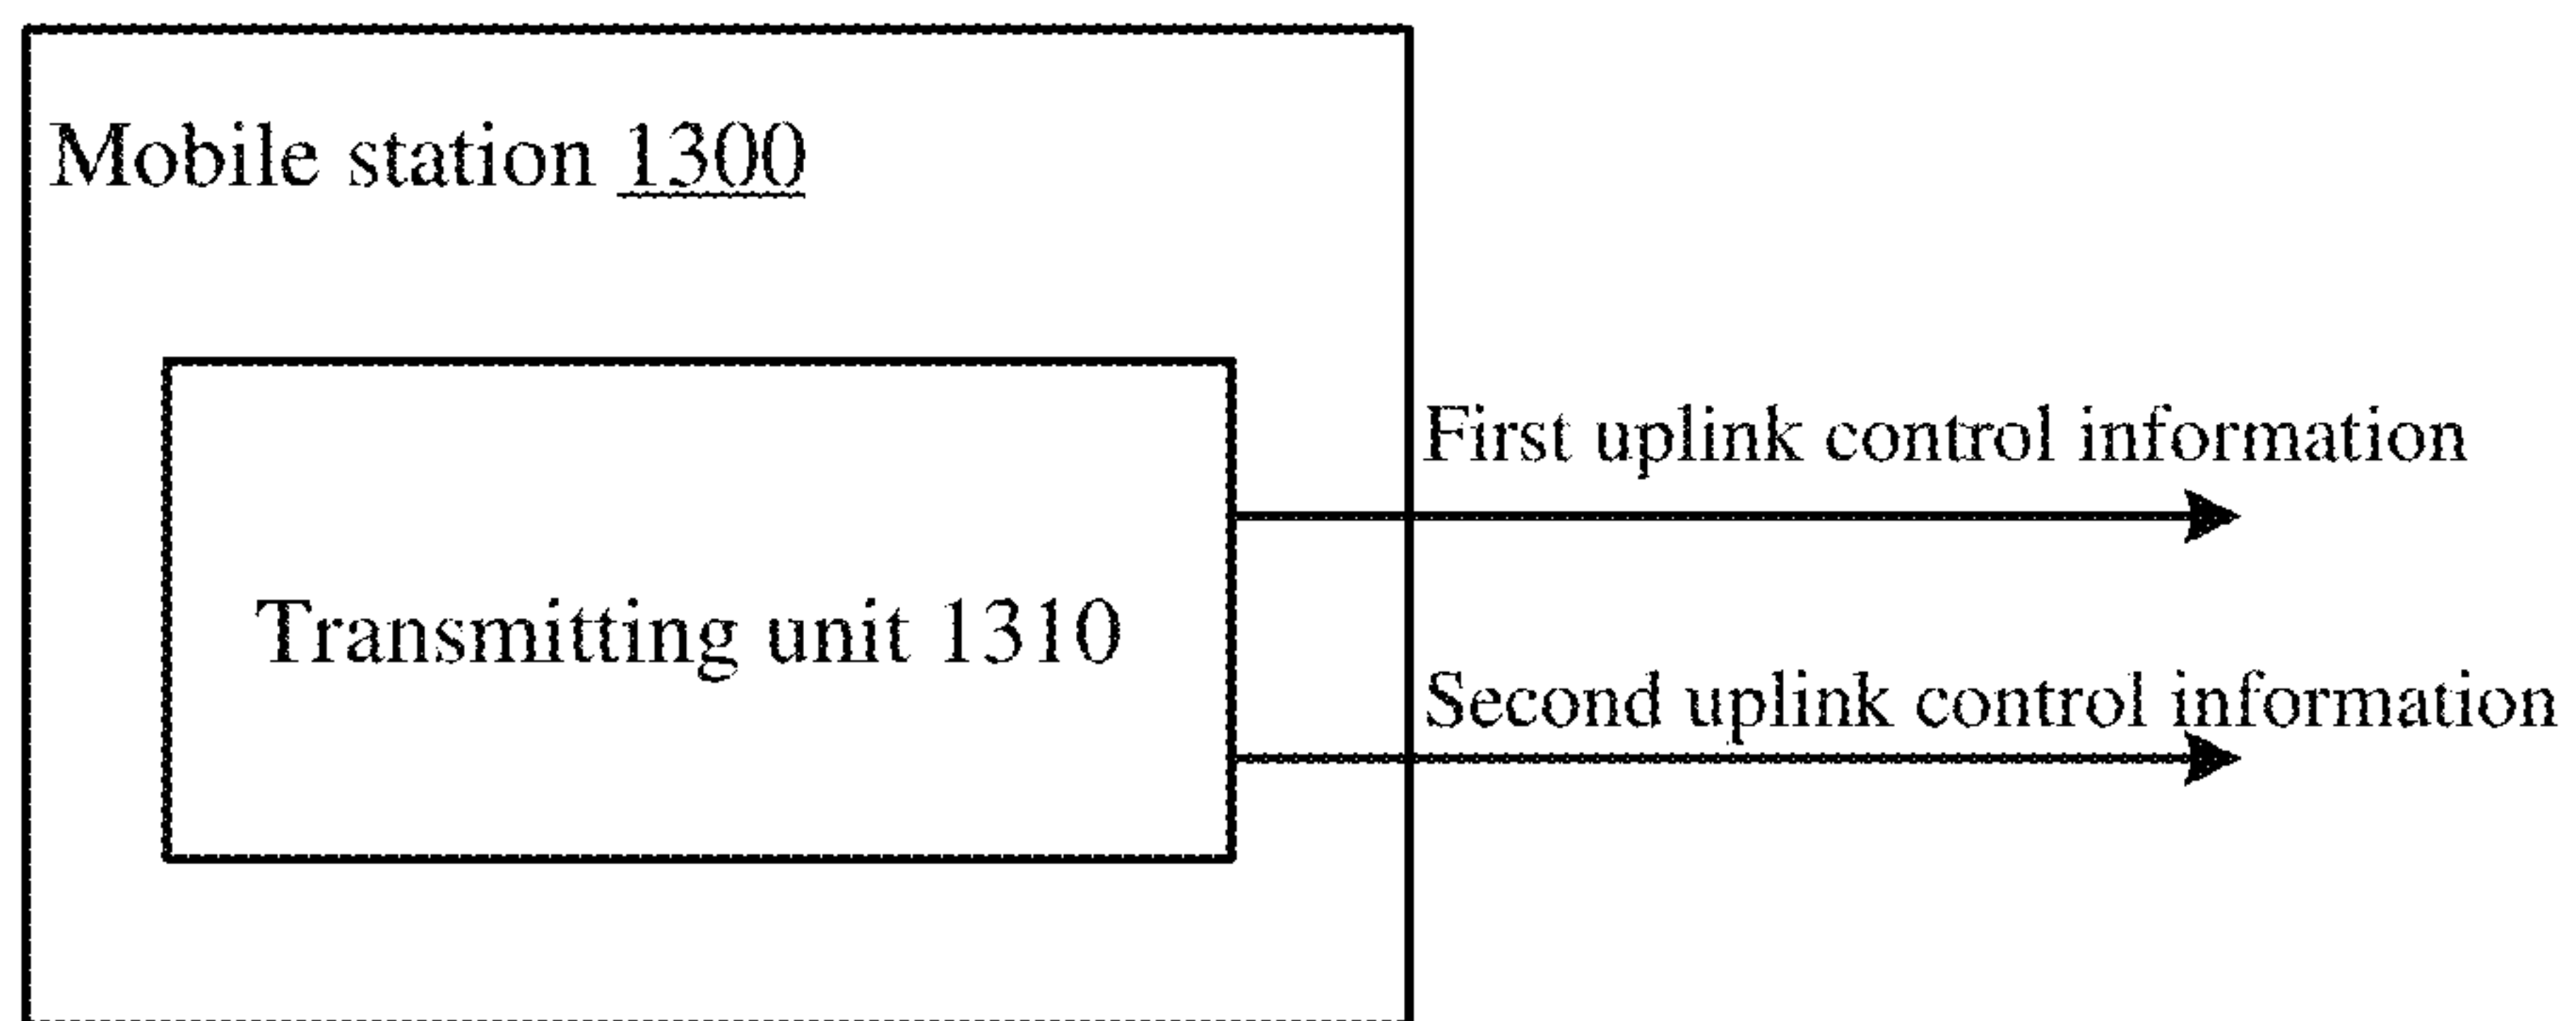 Mobile station 1300
First uplink control information
Transmitting unit 1310
Second uplink control information